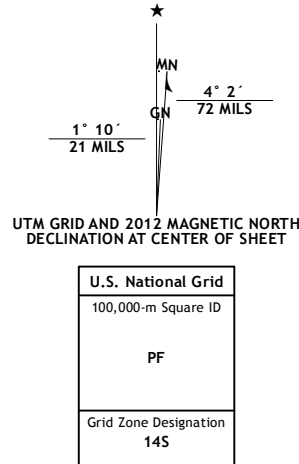 ★
MN
4° 2´
72 MILS
GN
1° 10´
21 MILS
UTM GRID AND 2012 MAGNETIC NORTH
DECLINATION AT CENTER OF SHEET
U.S. National Grid
100,000-m Square ID
PF
Grid Zone Designation
14S